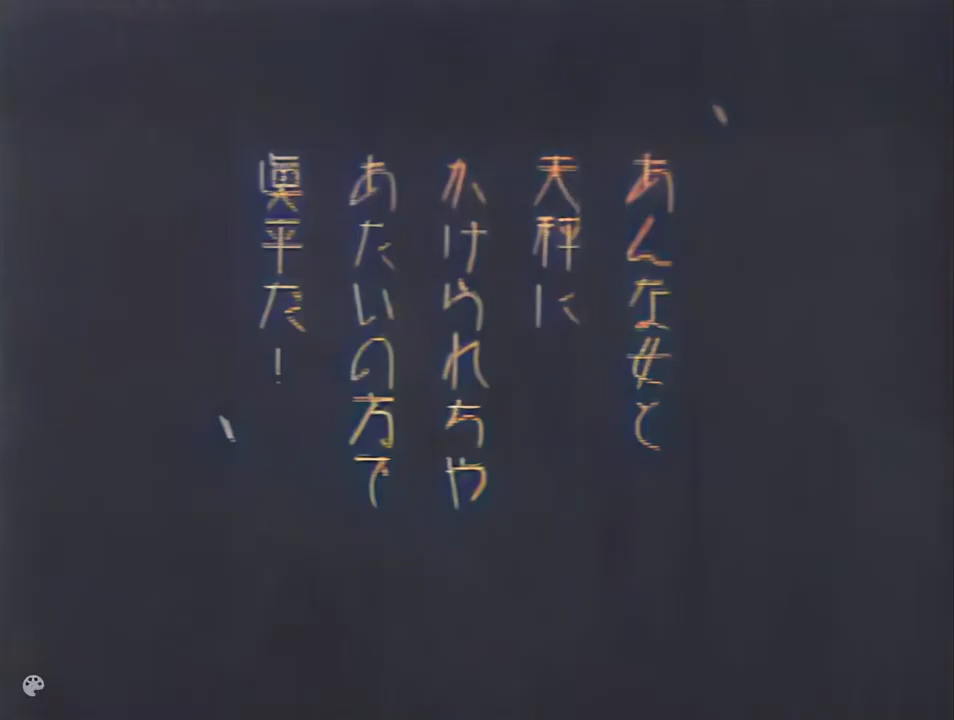 あんな女と
天秤に
かけられちや
あたいの方で
眞平だ!